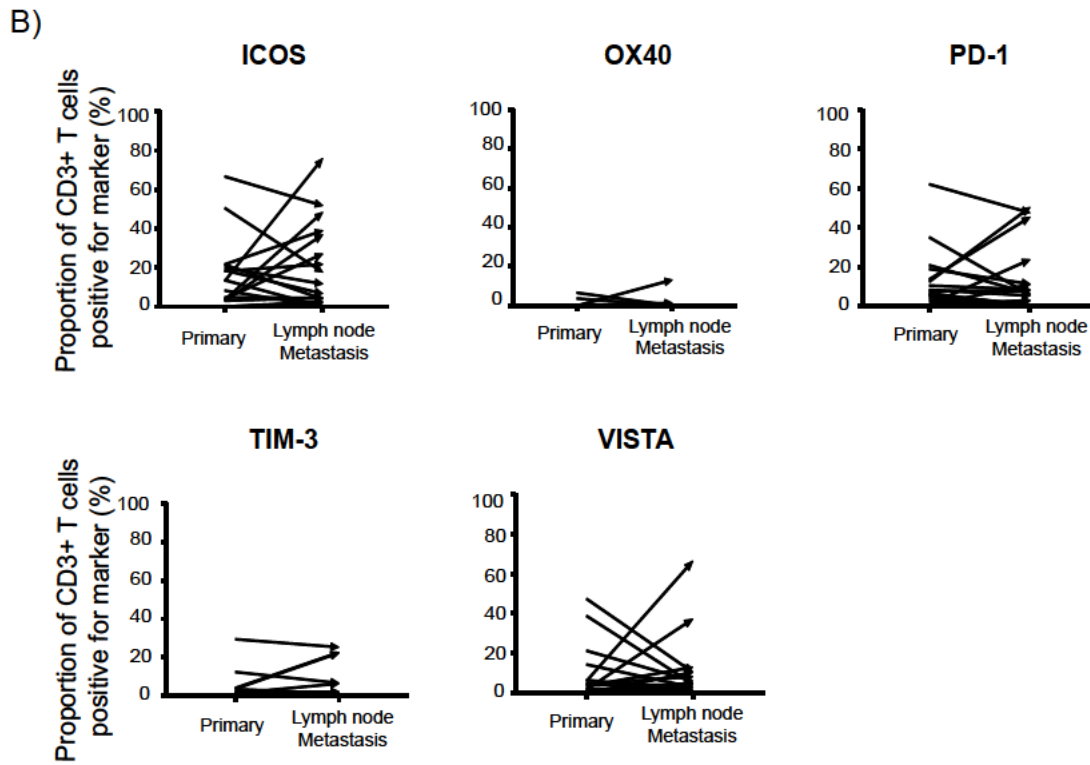 B)
ICOS
OX40
PD-1
Proportion of CD3+ T cells
positive for marker (%)
100
80
60
40
20
0
Primary
Lymph node
Metastasis
100
80
60
40
20
0
Primary
Lymph node
Metastasis
100
80
60
40
20
0
Primary
Lymph node
Metastasis
TIM-3
VISTA
Proportion of CD3+ T cells
positive for marker (%)
100
80
60
40
20
0
Primary
Lymph node
Metastasis
100
80
60
40
20
0
Primary
Lymph node
Metastasis